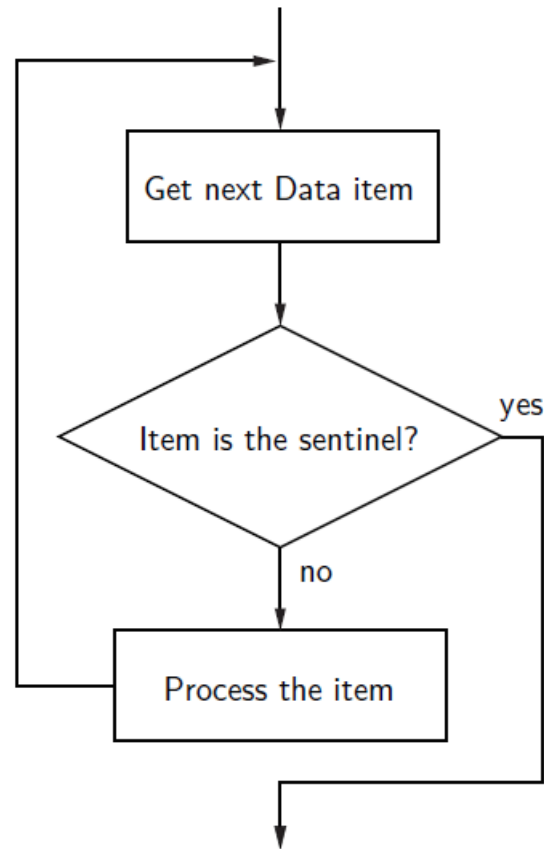 Get next Data item
Item is the sentinel?
yes
no
Process the item